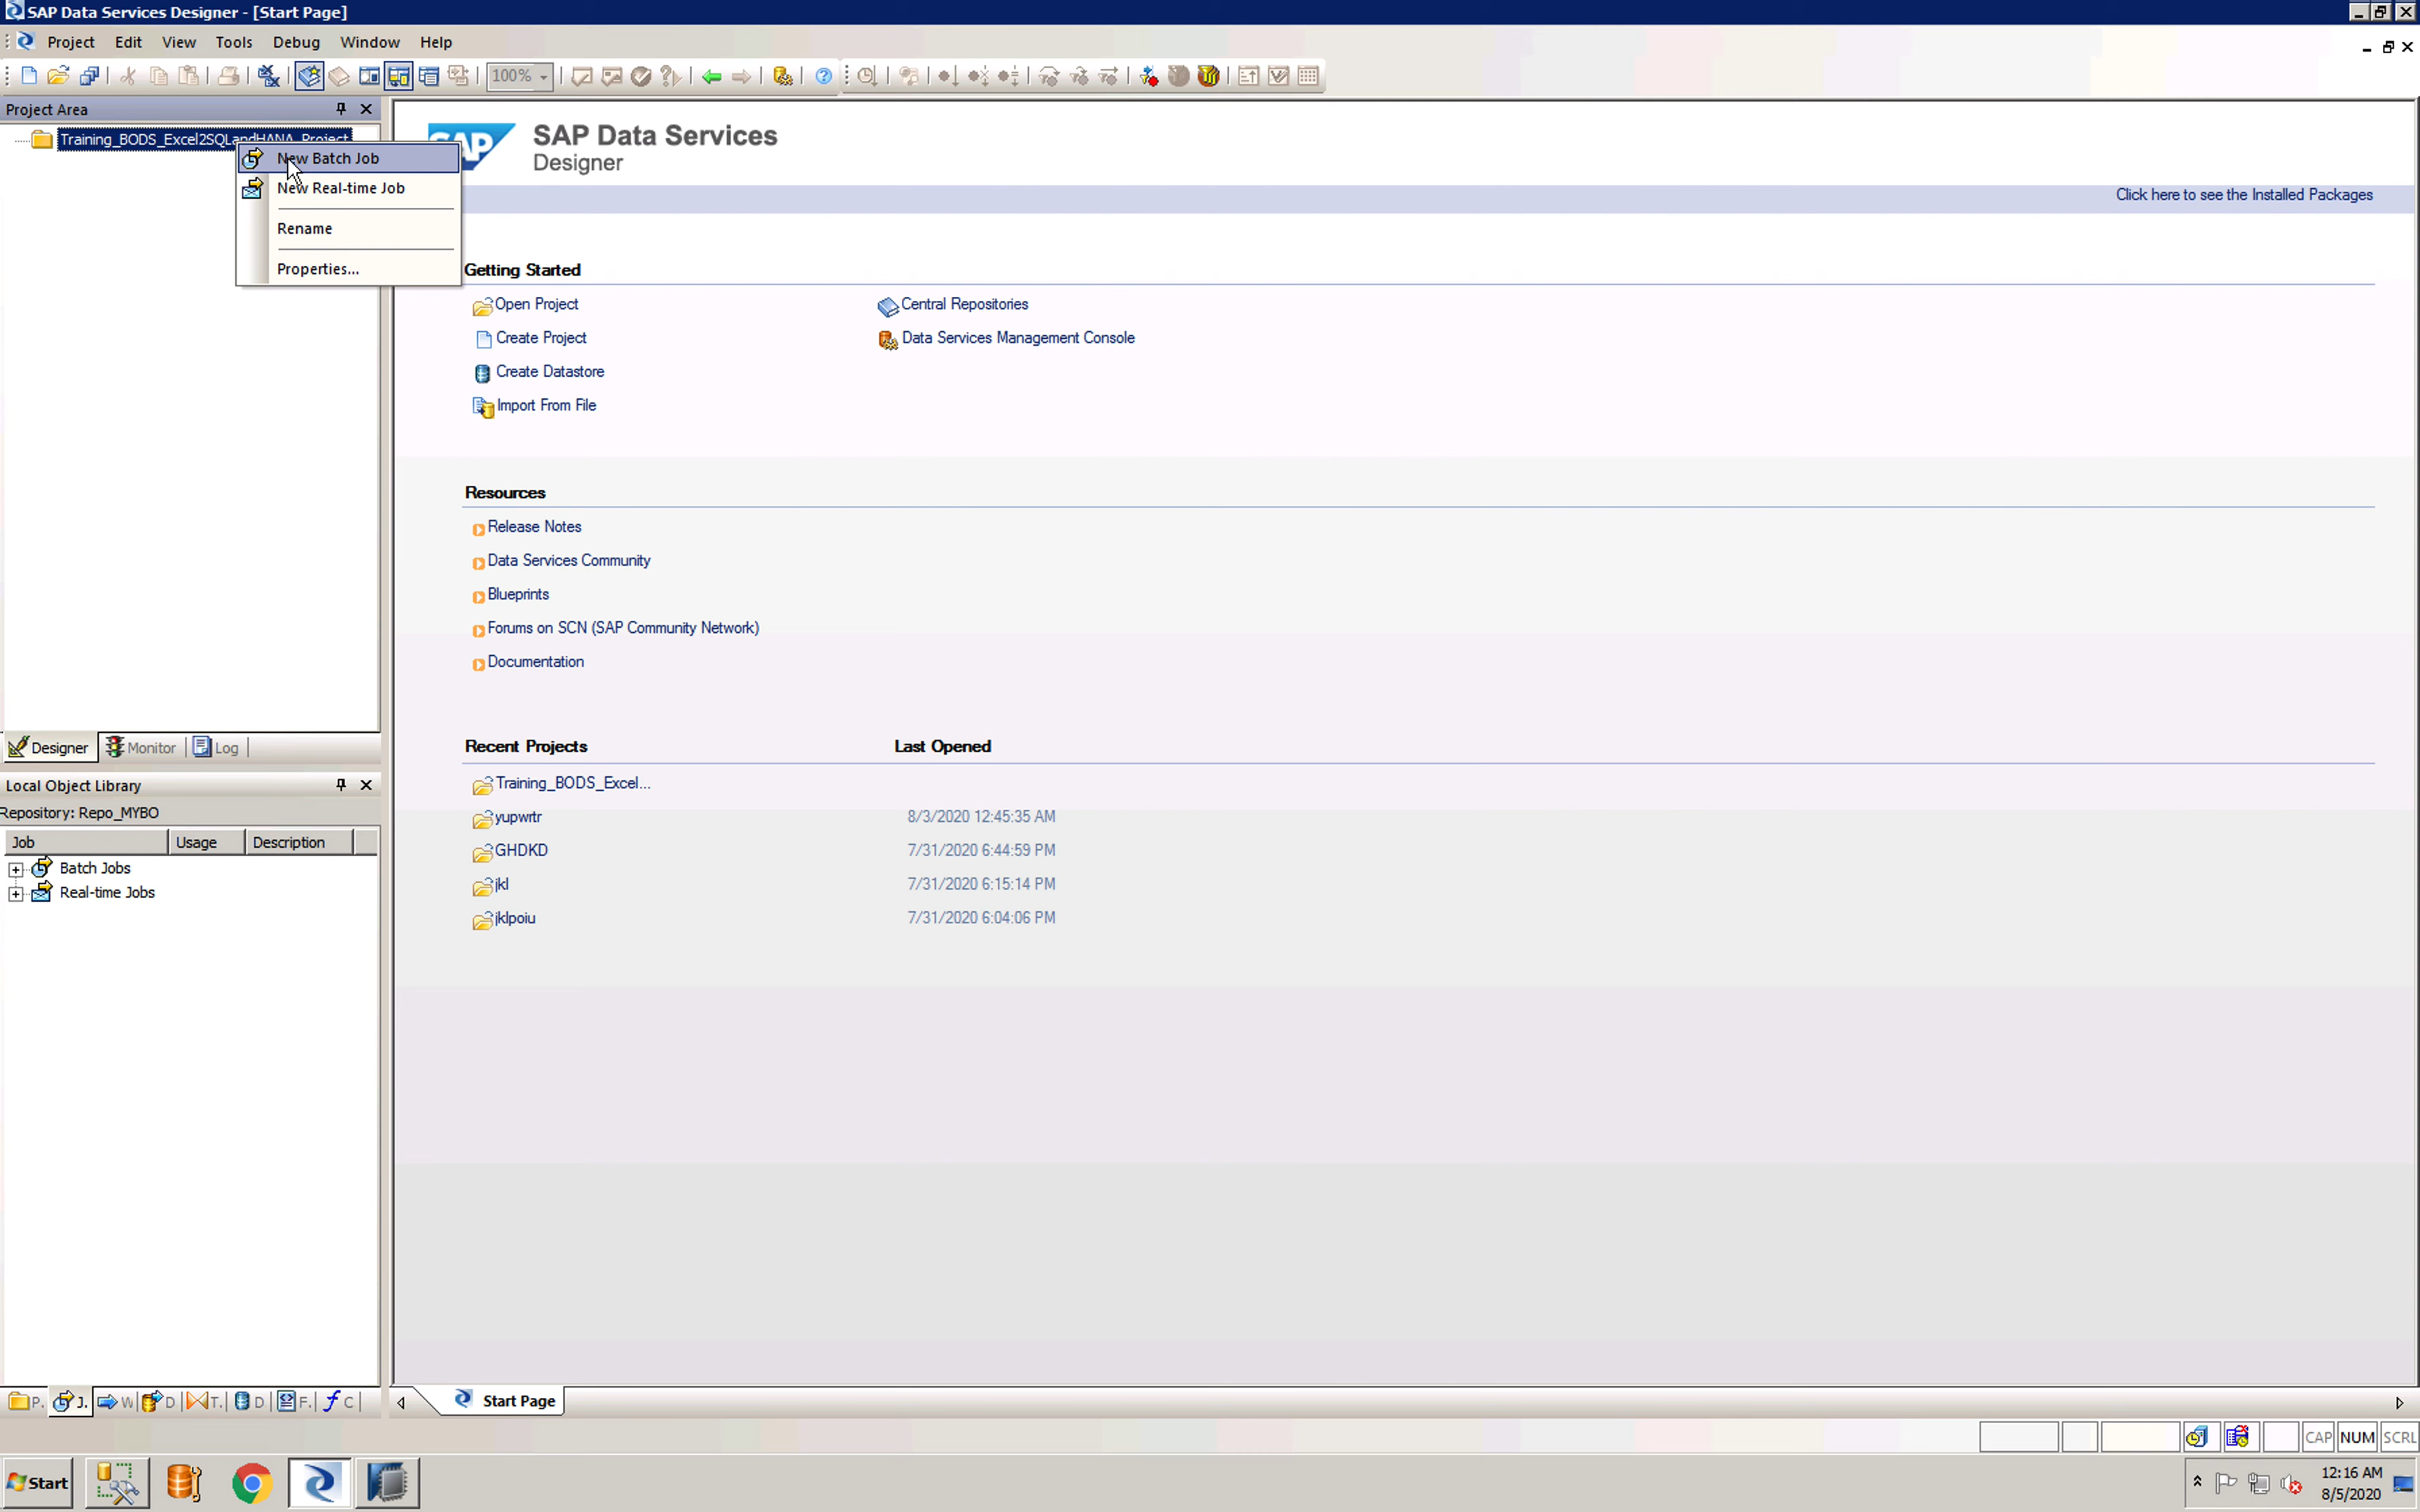 SAP Data Services Designer - [Start Page]
Project Edit View Tools Debug Window Help
100%
Project Area
Training_BODS_Excel2SQLandHANA_Project
New Batch Job
New Real-time Job
Rename
Properties...
SAP
SAP Data Services
Designer
Click here to see the Installed Packages
Getting Started
Open Project
Central Repositories
Create Project
Data Services Management Console
Create Datastore
Import From File
Resources
Release Notes
Data Services Community
Blueprints
Forums on SCN (SAP Community Network)
Documentation
Recent Projects Last Opened
Training_BODS_Excel...
yupwrtr 8/3/2020 12:45:35 AM
GHDKD 7/31/2020 6:44:59 PM
jkl 7/31/2020 6:15:14 PM
jklpoiu 7/31/2020 6:04:06 PM
Designer Monitor Log
Local Object Library
Repository: Repo_MYBO
Job Usage Description
Batch Jobs
Real-time Jobs
P. J. W D T. D F. C
Start Page
CAP NUM SCRL
Start
12:16 AM
8/5/2020